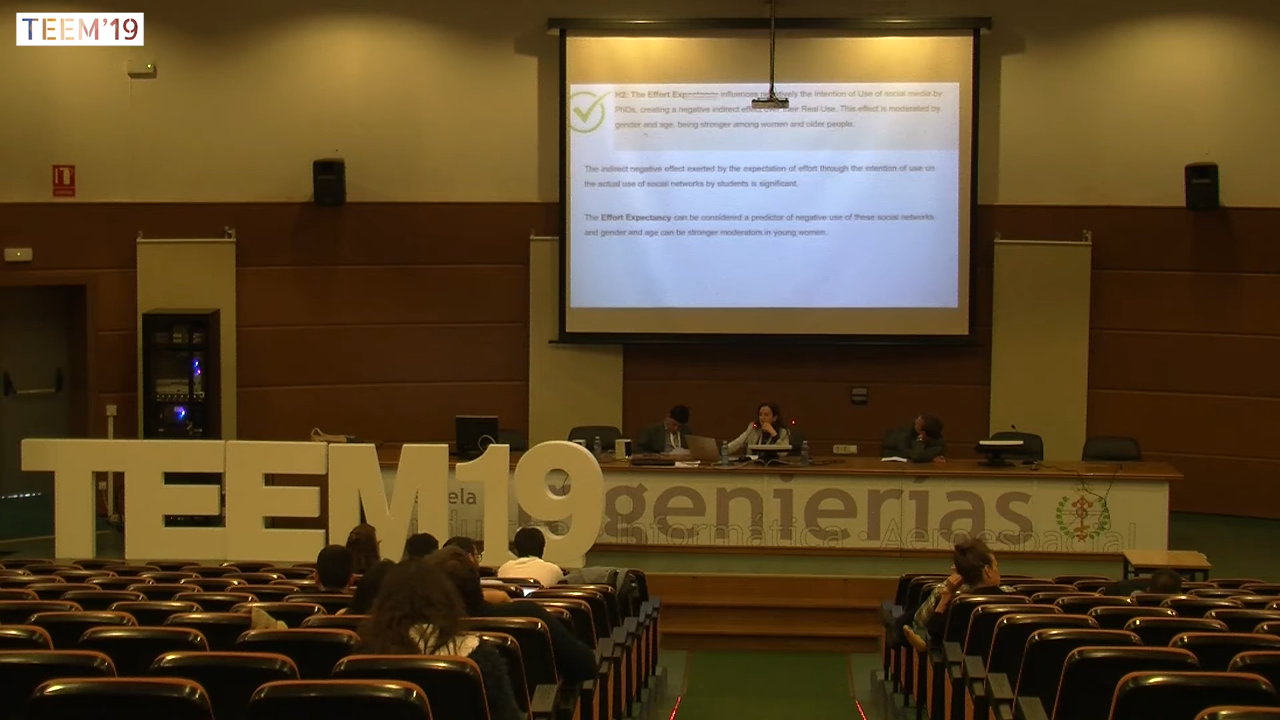 TEEM'19
H2: The Effort Expectancy influences negatively the Intention of Use of social media by
PhDs, creating a negative indirect effect over their Real Use. This effect is moderated by
gender and age, being stronger among women and older people.
The indirect negative effect exerted by the expectation of effort through the intention of use on
the actual use of social networks by students is significant.
The Effort Expectancy can be considered a predictor of negative use of these social networks
and gender and age can be stronger moderators in young women.
TEEM19
ela
genierías
Informática - Aeroespacial